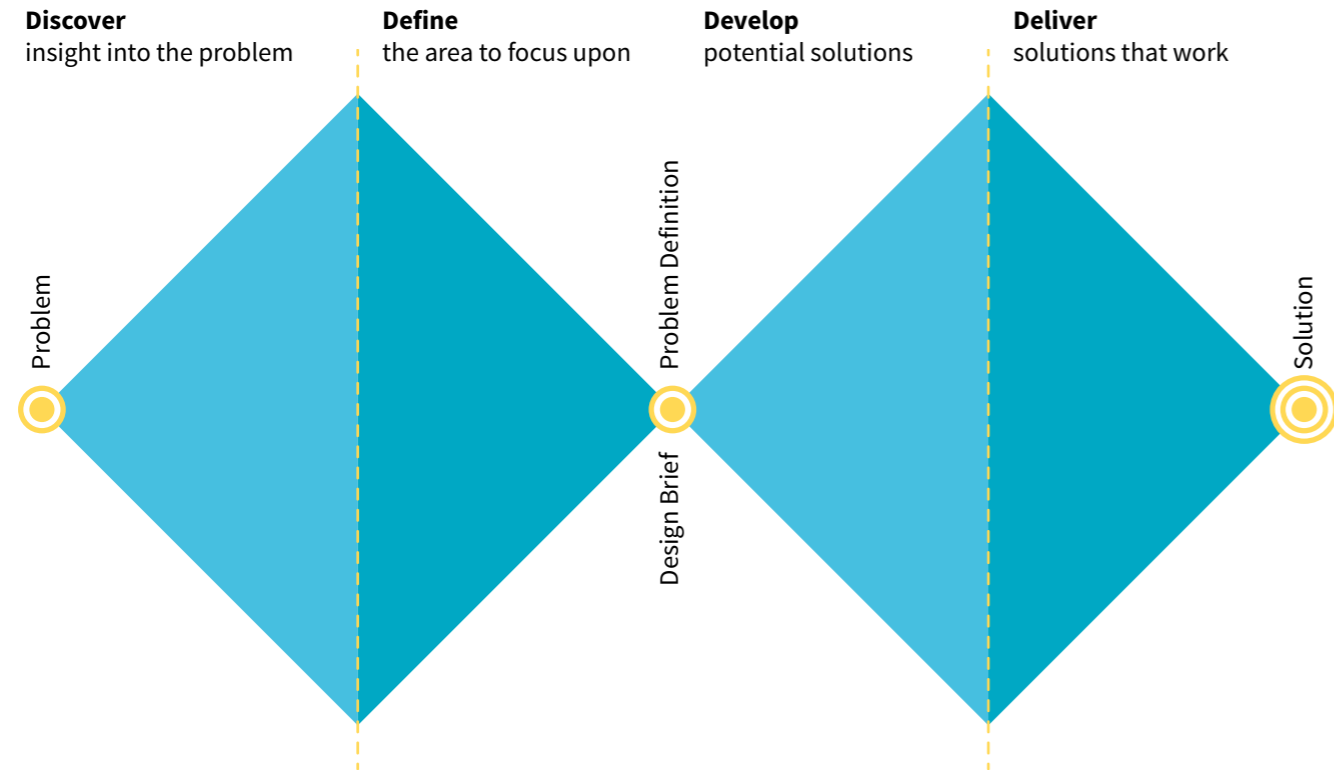 Discover
insight into the problem
Define
the area to focus upon
Develop
potential solutions
Deliver
solutions that work
Problem
Problem Definition
Design Brief
Solution